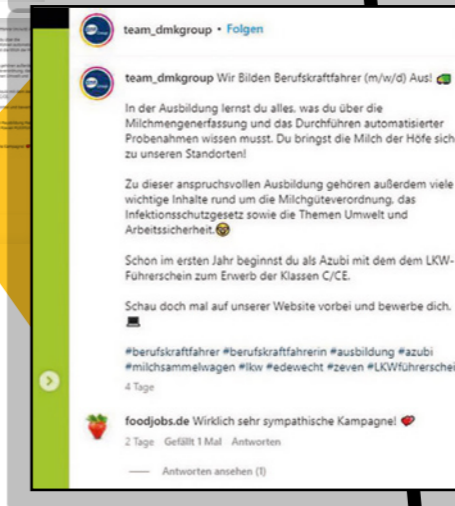 team_dmkgroup • Folgen
team_dmkgroup Wir Bilden Berufskraftfahrer (m/w/d) Aus!
In der Ausbildung lernst du alles, was du über die
Milchmengenerfassung und das Durchführen automatisierter
Probenahmen wissen musst. Du bringst die Milch der Höfe sich
zu unseren Standorten!
Zu dieser anspruchsvollen Ausbildung gehören außerdem viele
wichtige Inhalte rund um die Milchgüteverordnung, das
Infektionsschutzgesetz sowie die Themen Umwelt und
Arbeitssicherheit.
Schon im ersten Jahr beginnst du als Azubi mit dem dem LKW-
Führerschein zum Erwerb der Klassen C/CE.
Schau doch mal auf unserer Website vorbei und bewerbe dich.
#berufskraftfahrer #berufskraftfahrerin #ausbildung #azubi
#milchsammelwagen #lkw #edewecht #zeven #LKWführerschei
4 Tage
foodjobs.de Wirklich sehr sympathische Kampagne!
2 Tage Gefällt 1 Mal Antworten
Antworten ansehen (1)